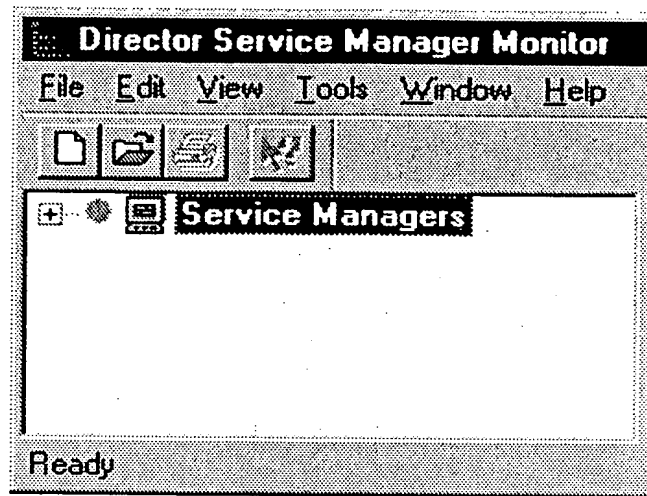 Director Service Manager Monitor
File Edit View Tools Window Help
Service Managers
Ready